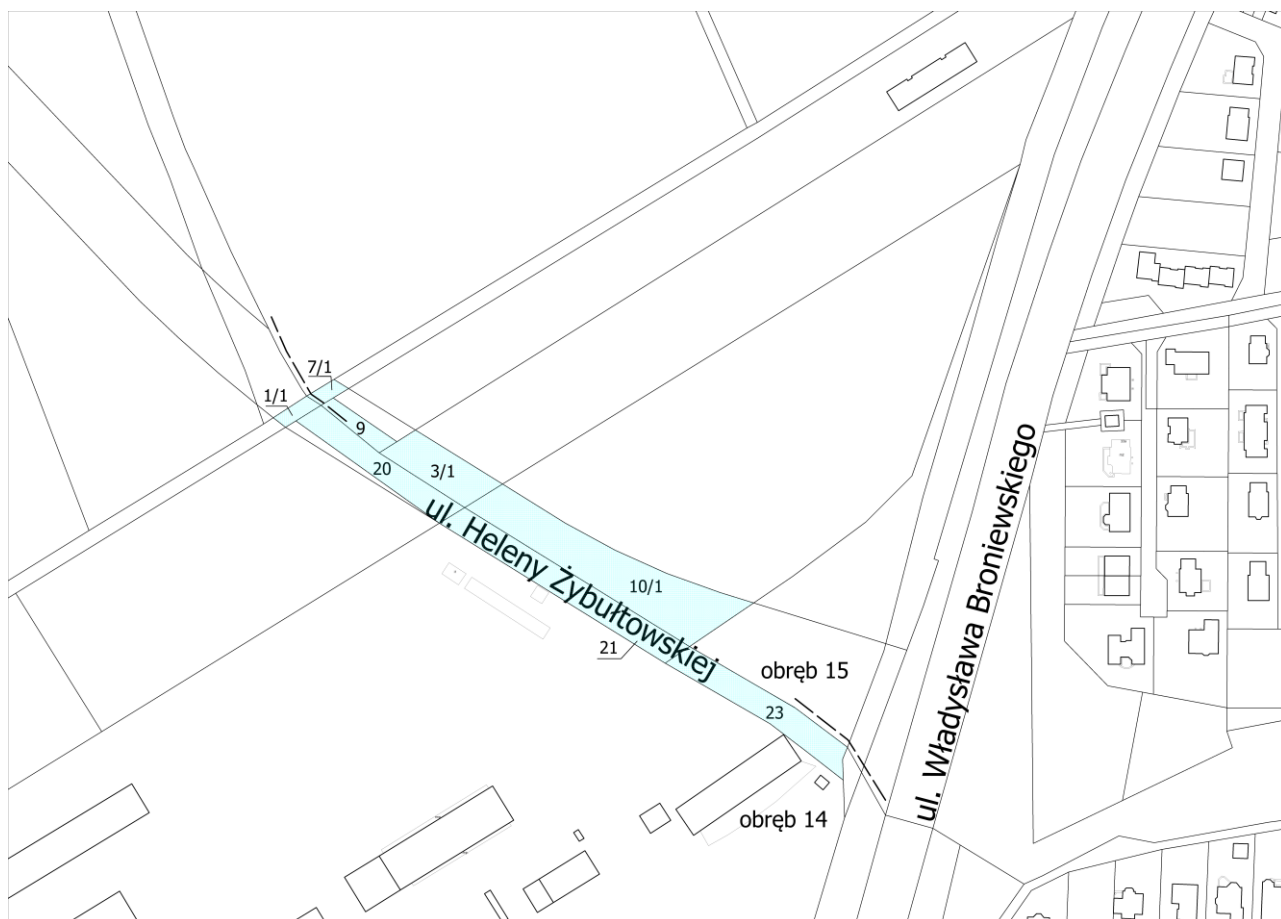 7/1
1/1
9
20
3/1
ul. Heleny Żybułtowskiej
10/1
21
ul. Władysława Broniewskiego
obręb 15
23
obręb 14